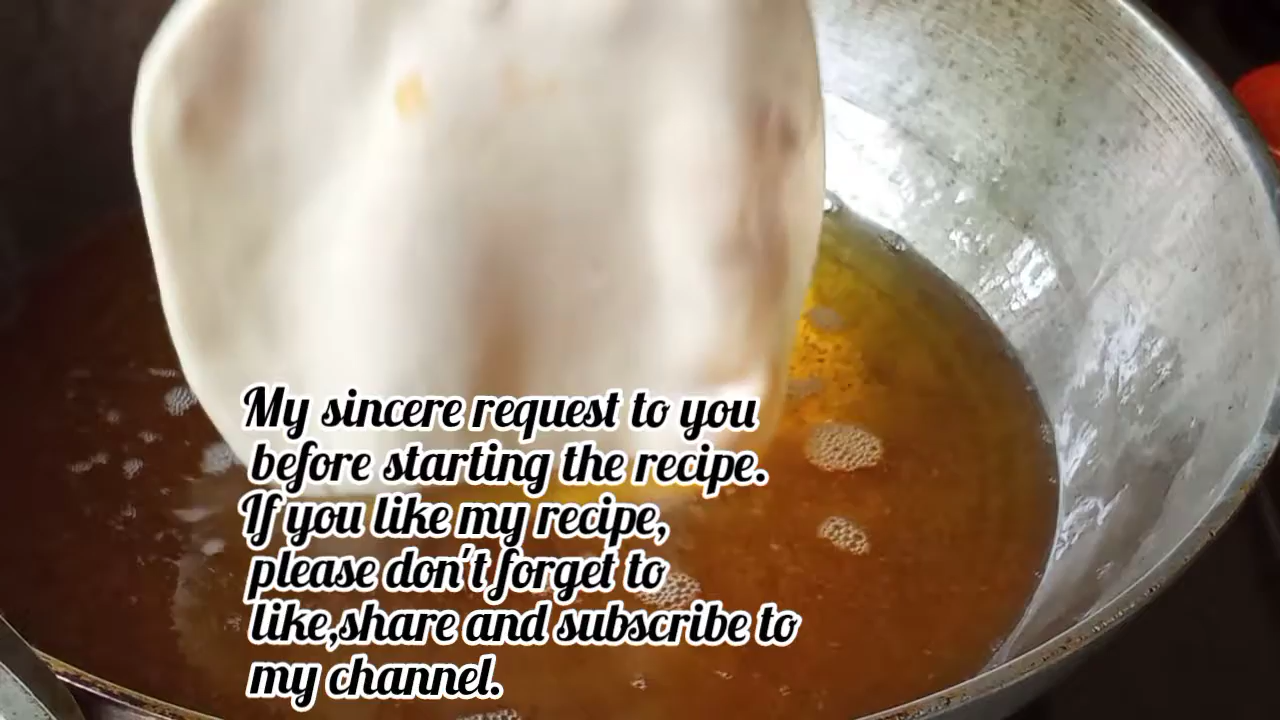 My sincere request to you
before starting the recipe.
If you like my recipe,
please don't forget to
like,share and subscribe to
my channel.